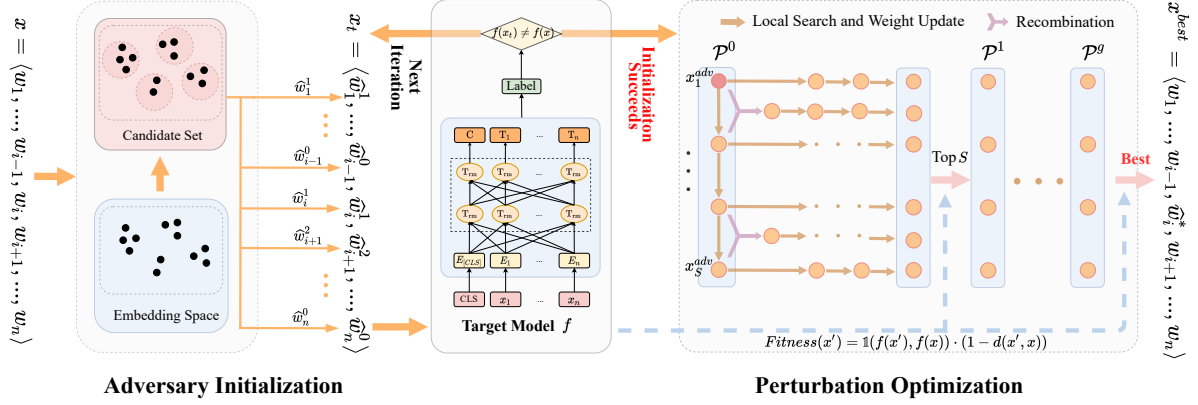 x = ⟨w_1, ..., w_{i-1}, w_i, w_{i+1}, ..., w_n⟩
Candidate Set
Embedding Space
ŵ_1^1
ŵ_{i-1}^0
ŵ_i^1
ŵ_{i+1}^2
ŵ_n^0
x_t = ⟨ŵ_1^1, ..., ŵ_{i-1}^0, ŵ_i^1, ŵ_{i+1}^2, ..., ŵ_n^0⟩
Adversary Initialization
f(x_t) ≠ f(x)
Next
Iteration
Initializaiton
Succeeds
Label
C T_1 ... T_n
T_rm T_rm ... T_rm
T_rm T_rm ... T_rm
E_[CLS] E_1 ... E_n
CLS x_1 ... x_n
Target Model f
Local Search and Weight Update
Recombination
𝒫^0 𝒫^1 𝒫^g
x_1^{adv}
x_S^{adv}
Top S
Best
Fitness(x′) = 𝟙(f(x′), f(x)) · (1 − d(x′, x))
Perturbation Optimization
x^{best} = ⟨w_1, ..., w_{i-1}, ŵ_i^*, w_{i+1}, ..., w_n⟩